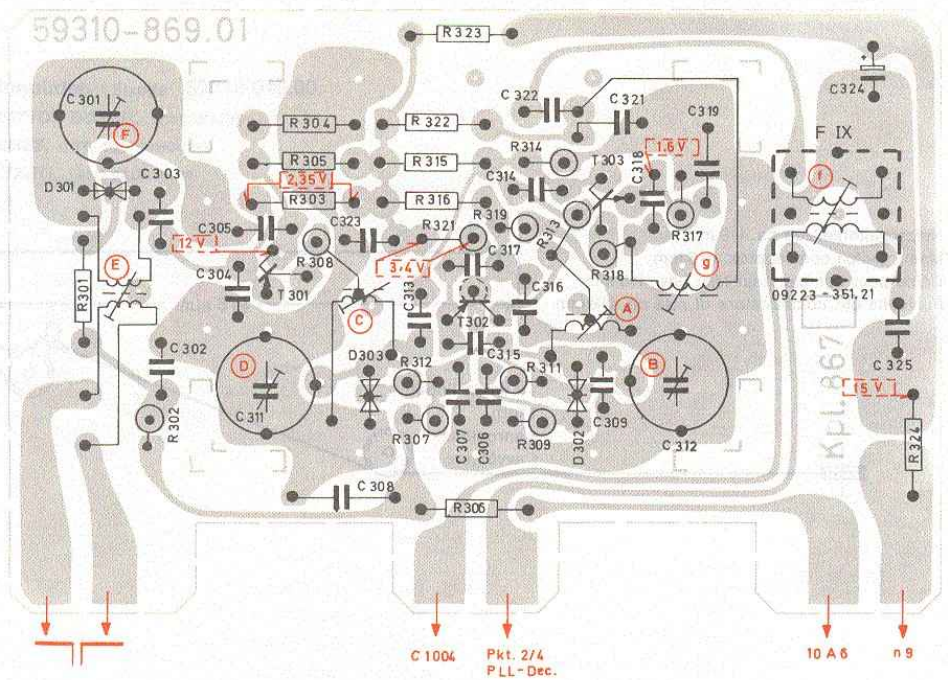 59310-869.01
R323
C301
F
C322
C321
C319
C324
R304
R322
R314
T303
1.6 V
F IX
D301
C303
R305
R315
C314
C318
f
2,35 V
R303
R316
R319
R313
R317
C305
C323
R321
12 V
R308
3,4 V
C317
R318
g
E
C304
T301
C313
C316
09223-351.21
R301
C
T302
A
C302
D
D303
R312
C315
R311
B
C325
C311
R302
R307
C307
C306
R309
D302
C309
C312
Kpl. 867
15 V
R324
C308
R306
C 1004
Pkt. 2/4
PLL-Dec.
10 A 6
n 9